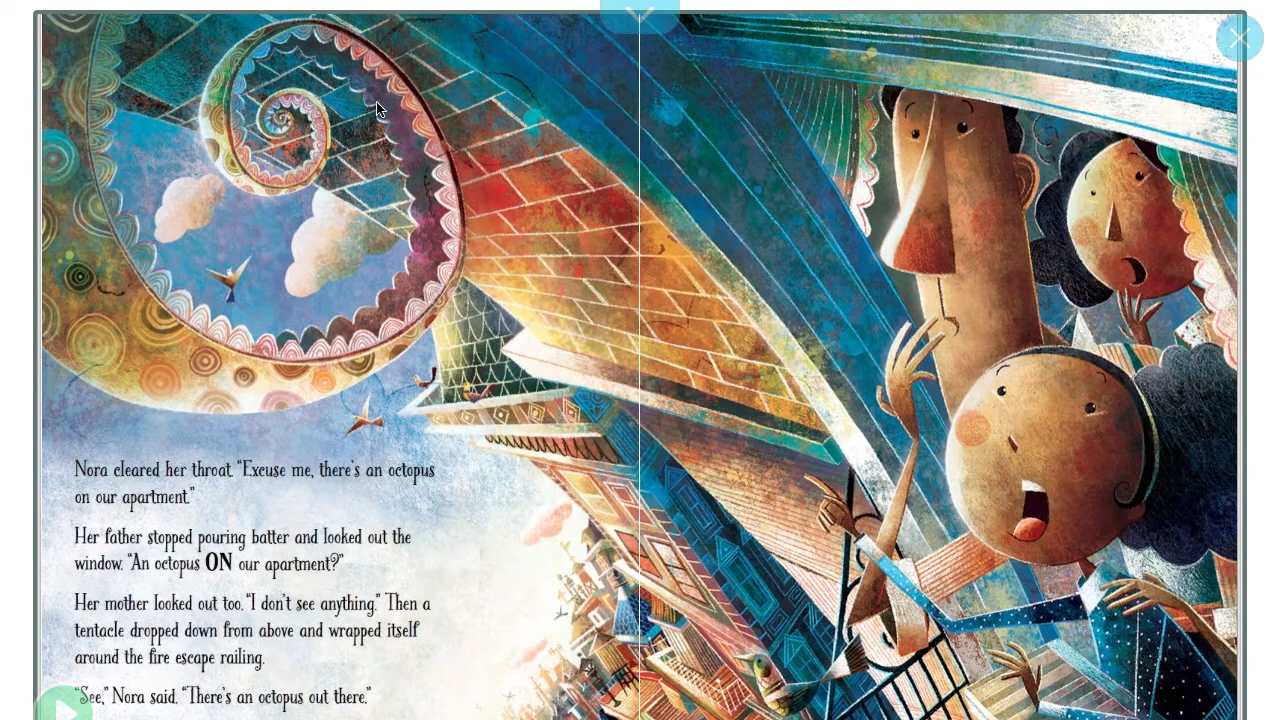 Nora cleared her throat. “Excuse me, there’s an octopus
on our apartment.”
Her father stopped pouring batter and looked out the
window. “An octopus ON our apartment?”
Her mother looked out too. “I don’t see anything.” Then a
tentacle dropped down from above and wrapped itself
around the fire escape railing.
“See,” Nora said. “There’s an octopus out there.”